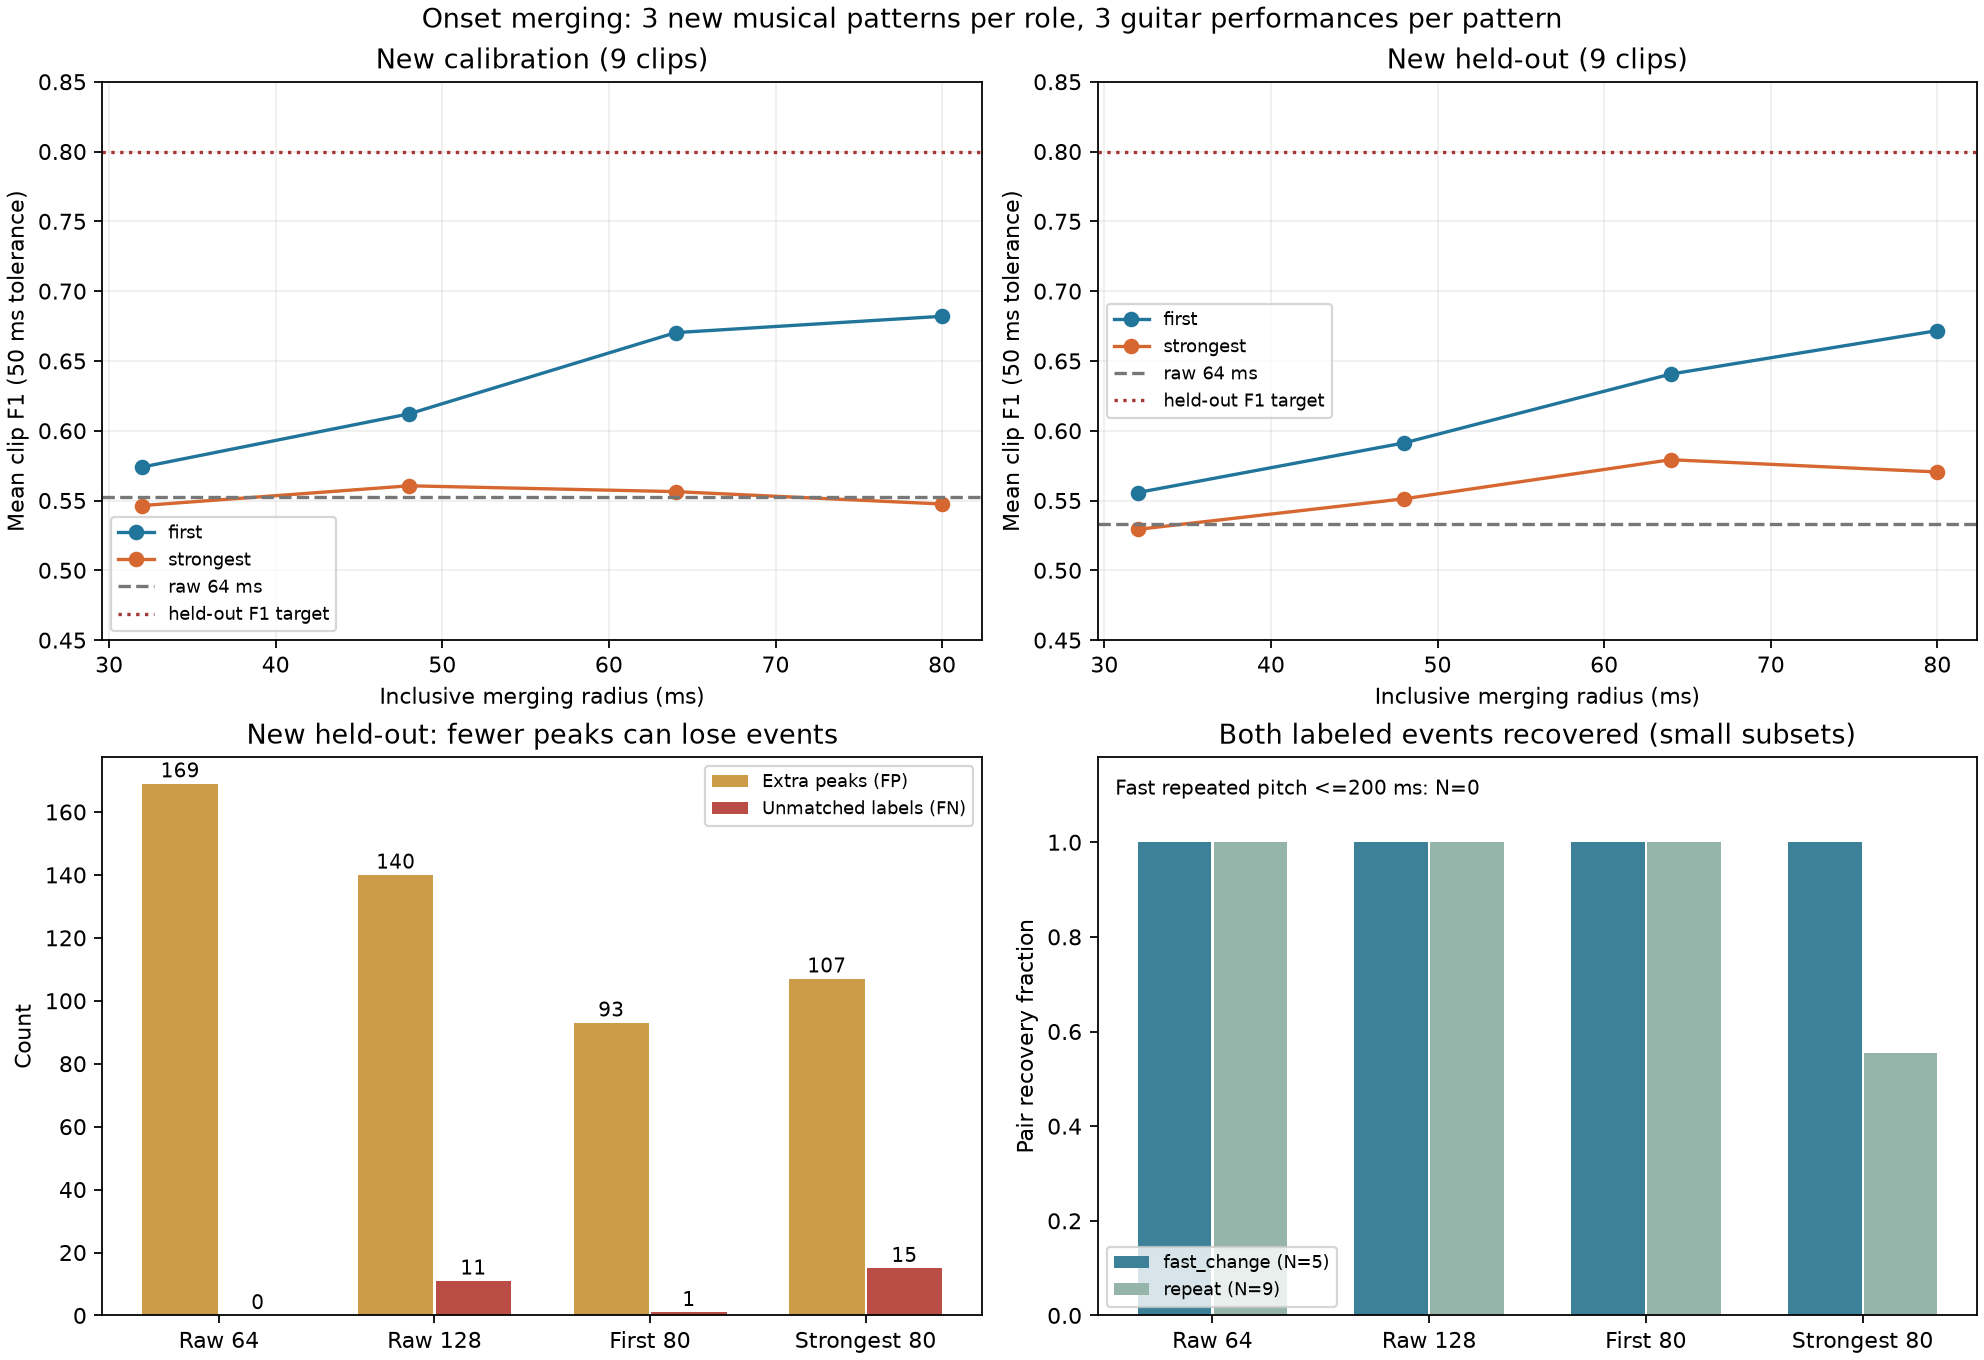 Onset merging: 3 new musical patterns per role, 3 guitar performances per pattern
New calibration (9 clips)
Mean clip F1 (50 ms tolerance)
0.85
0.80
0.75
0.70
0.65
0.60
0.55
0.50
0.45
first
strongest
raw 64 ms
held-out F1 target
30 40 50 60 70 80
Inclusive merging radius (ms)
New held-out (9 clips)
Mean clip F1 (50 ms tolerance)
0.85
0.80
0.75
0.70
0.65
0.60
0.55
0.50
0.45
first
strongest
raw 64 ms
held-out F1 target
30 40 50 60 70 80
Inclusive merging radius (ms)
New held-out: fewer peaks can lose events
Count
160
140
120
100
80
60
40
20
0
Extra peaks (FP)
Unmatched labels (FN)
169
0
140
11
93
1
107
15
Raw 64 Raw 128 First 80 Strongest 80
Both labeled events recovered (small subsets)
Fast repeated pitch <=200 ms: N=0
Pair recovery fraction
1.0
0.8
0.6
0.4
0.2
0.0
fast_change (N=5)
repeat (N=9)
Raw 64 Raw 128 First 80 Strongest 80